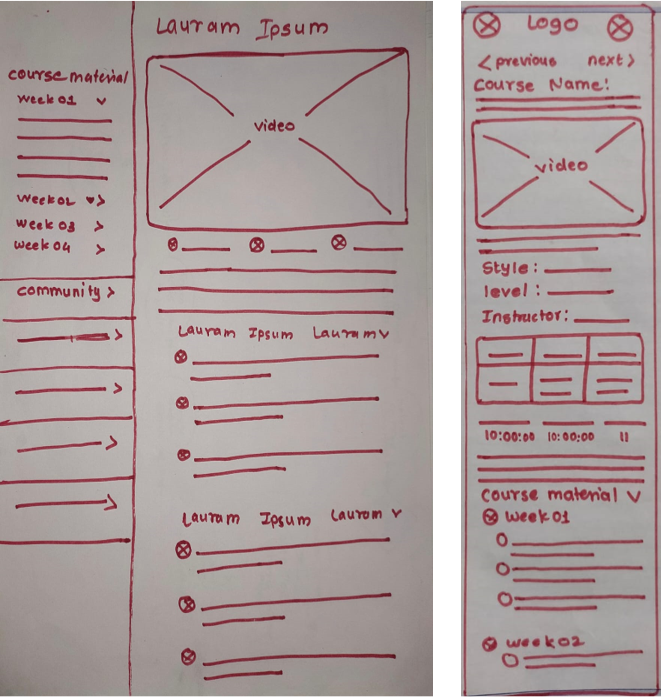 Lauram Ipsum
course material
week 01
video
week 02
week 03
week 04
community
Lauram Ipsum Lauram
Lauram Ipsum Lauram
Logo
< previous next >
Course Name:
video
Style:
level:
Instructor:
10:00:00 10:00:00 11
Course material
week 01
week 02